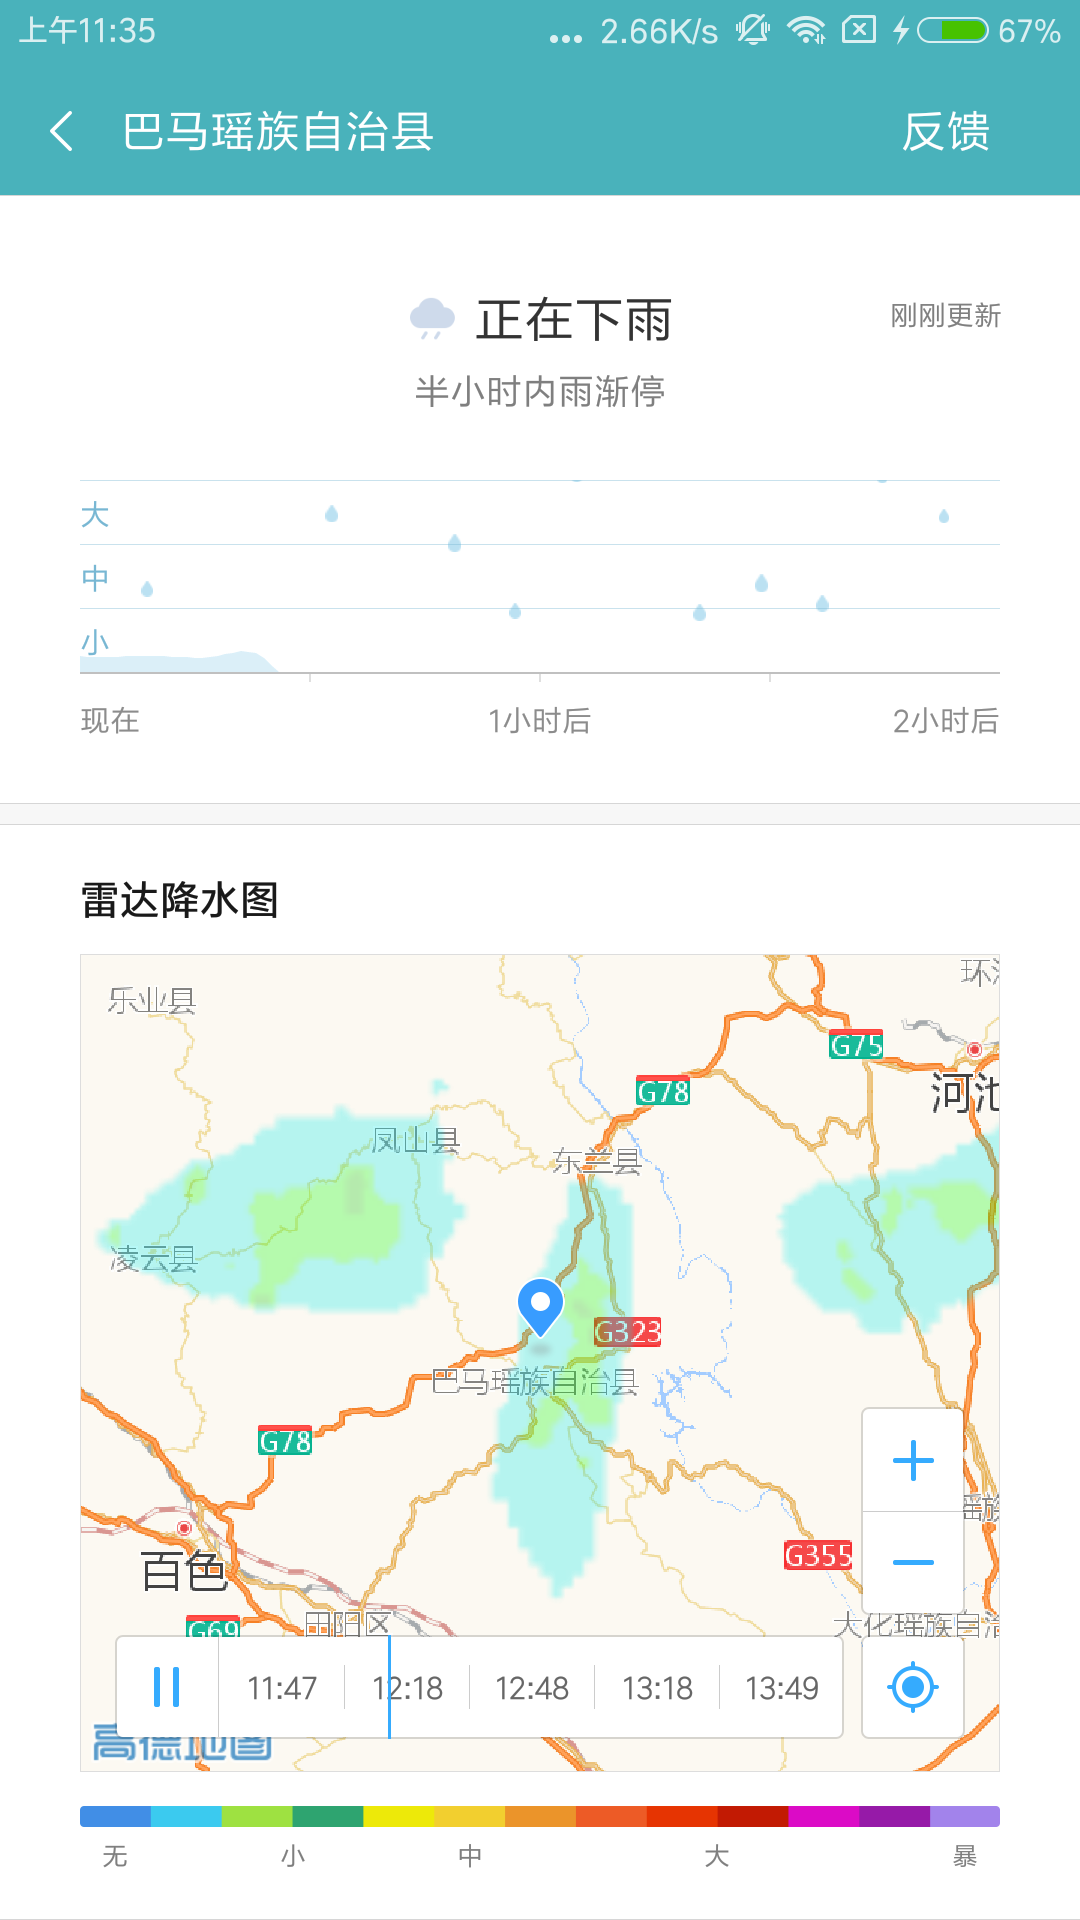 上午11:35
... 2.66K/s 67%
巴马瑶族自治县 反馈
正在下雨 刚刚更新
半小时内雨渐停
大
中
小
现在 1小时后 2小时后
雷达降水图
乐业县
G75
G78
河池
凤山县
东兰县
凌云县
G323
巴马瑶族自治县
G78
G355
百色
G69
田阳区
大化瑶族自治
11:47 12:18 12:48 13:18 13:49
高德地图
无 小 中 大 暴